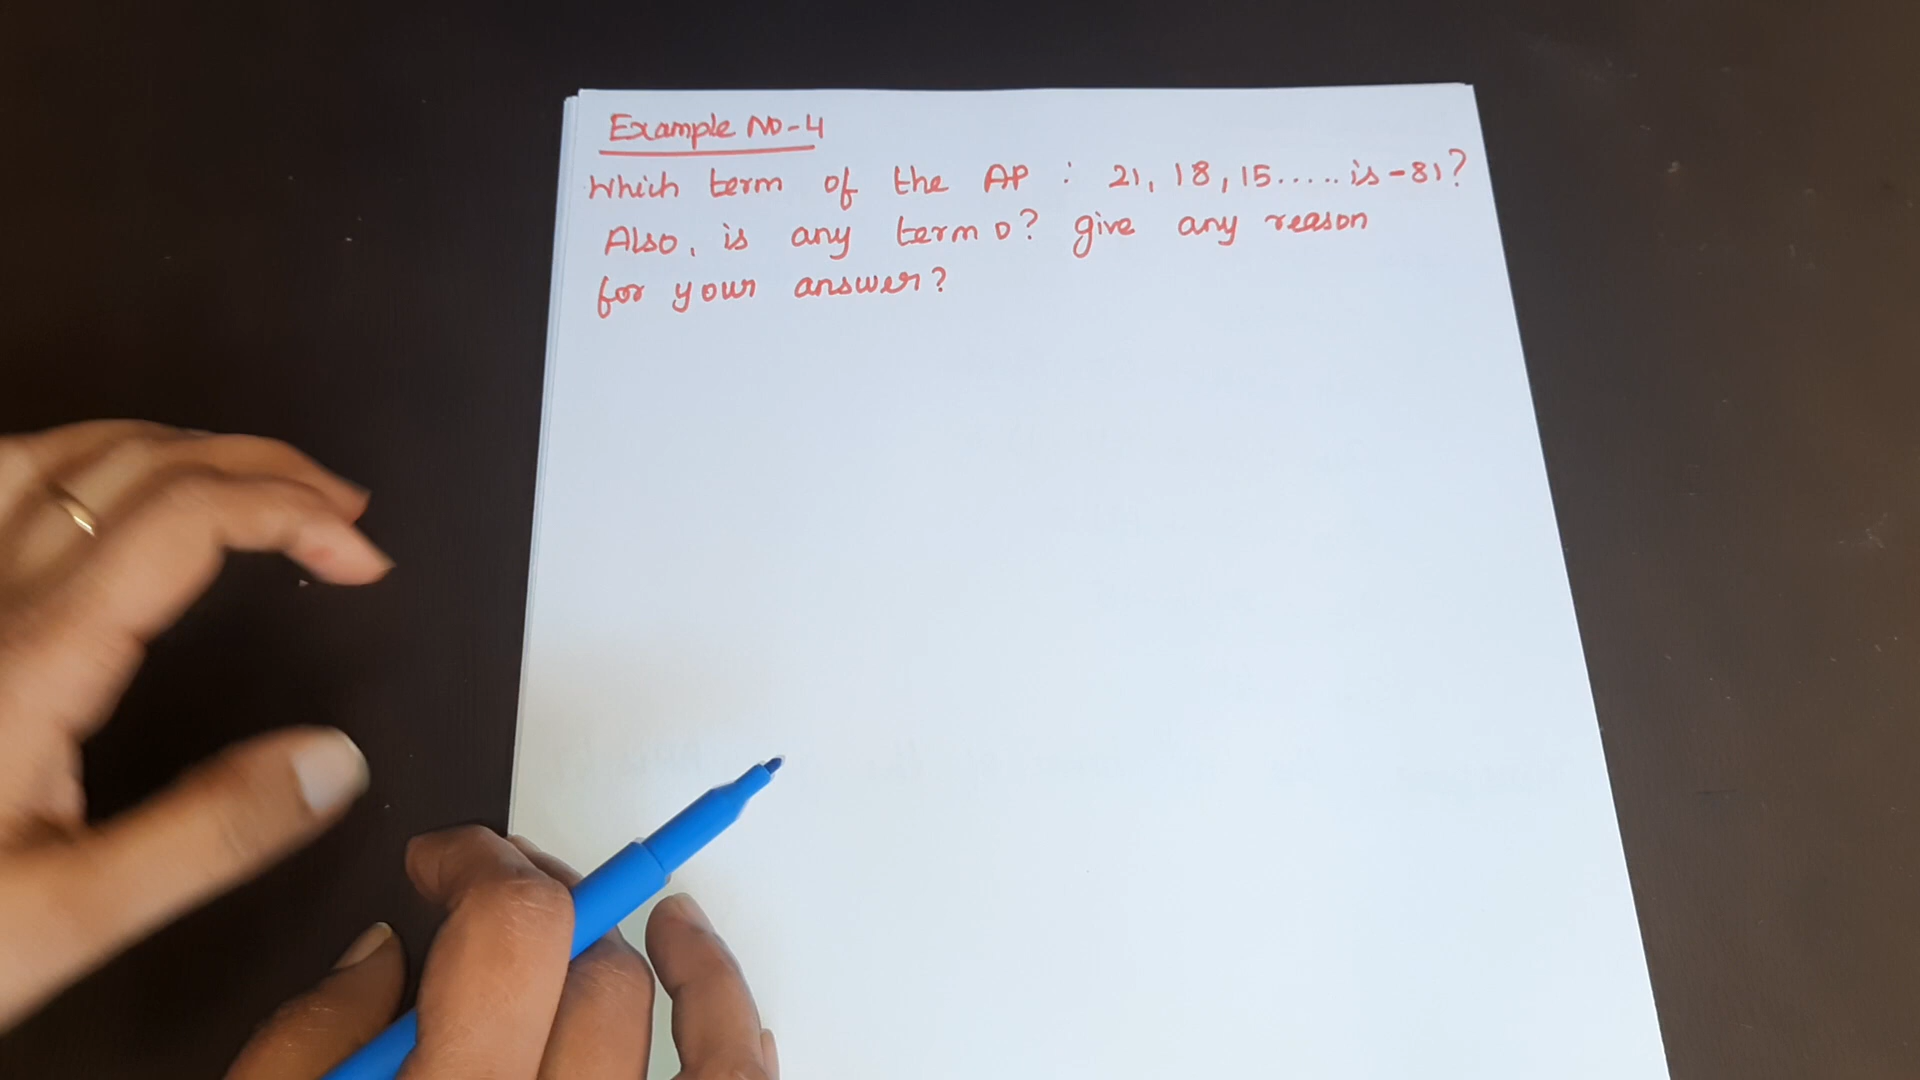 Example No-4
Which term of the AP : 21, 18, 15..... is -81?
Also, is any term 0? give any reason
for your answer?